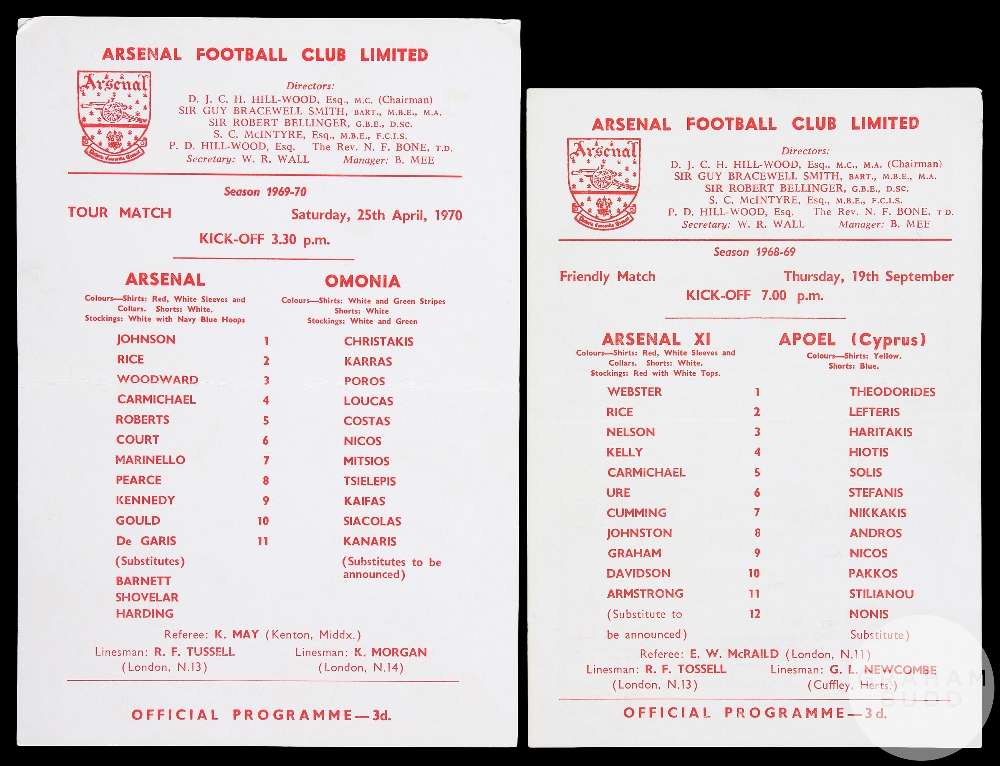 ARSENAL FOOTBALL CLUB LIMITED
Arsenal
Directors:
D. J. C. H. HILL-WOOD, Esq., M.C. (Chairman)
SIR GUY BRACEWELL SMITH, BART., M.B.E., M.A.
SIR ROBERT BELLINGER, G.B.E., D.SC.
S. C. McINTYRE, Esq., M.B.E., F.C.I.S.
P. D. HILL-WOOD, Esq. The Rev. N. F. BONE, T.D.
Secretary: W. R. WALL Manager: B. MEE
Season 1969-70
TOUR MATCH Saturday, 25th April, 1970
KICK-OFF 3.30 p.m.
ARSENAL OMONiA
Colours—Shirts: Red, White Sleeves and Colours—Shirts: White and Green Stripes
Collars. Shorts: White. Shorts: White
Stockings: White with Navy Blue Hoops Stockings: White and Green
JOHNSON 1 CHRISTAKIS
RICE 2 KARRAS
WOODWARD 3 POROS
CARMICHAEL 4 LOUCAS
ROBERTS 5 COSTAS
COURT 6 NICOS
MARINELLO 7 MITSIOS
PEARCE 8 TSIELEPIS
KENNEDY 9 KAIFAS
GOULD 10 SIACOLAS
De GARIS 11 KANARIS
(Substitutes) (Substitutes to be
announced)
BARNETT
SHOVELAR
HARDING
Referee: K. MAY (Kenton, Middx.)
Linesman: R. F. TUSSELL Linesman: K. MORGAN
(London, N.13) (London, N.14)
OFFICIAL PROGRAMME—3d.
ARSENAL FOOTBALL CLUB LIMITED
Arsenal
Directors:
D. J. C. H. HILL-WOOD, Esq., M.C., M.A. (Chairman)
SIR GUY BRACEWELL SMITH, BART., M.B.E., M.A.
SIR ROBERT BELLINGER, G.B.E., D.SC.
S. C. McINTYRE, Esq., M.B.E., F.C.I.S.
P. D. HILL-WOOD, Esq. The Rev. N. F. BONE, T.D.
Secretary: W. R. WALL Manager: B. MEE
Season 1968-69
Friendly Match Thursday, 19th September
KICK-OFF 7.00 p.m.
ARSENAL XI APOEL (Cyprus)
Colours—Shirts: Red, White Sleeves and Colours—Shirts: Yellow.
Collars. Shorts: White. Shorts: Blue.
Stockings: Red with White Tops.
WEBSTER 1 THEODORIDES
RICE 2 LEFTERIS
NELSON 3 HARITAKIS
KELLY 4 HIOTIS
CARMICHAEL 5 SOLIS
URE 6 STEFANIS
CUMMING 7 NIKKAKIS
JOHNSTON 8 ANDROS
GRAHAM 9 NICOS
DAVIDSON 10 PAKKOS
ARMSTRONG 11 STILIANOU
(Substitute to 12 NONIS
be announced) Substitute)
Referee: E. W. McRAILD (London, N.11)
Linesman: R. F. TOSSELL Linesman: G. L. NEWCOMBE
(London, N.13) (Cuffley, Herts.)
OFFICIAL PROGRAMME—3d.